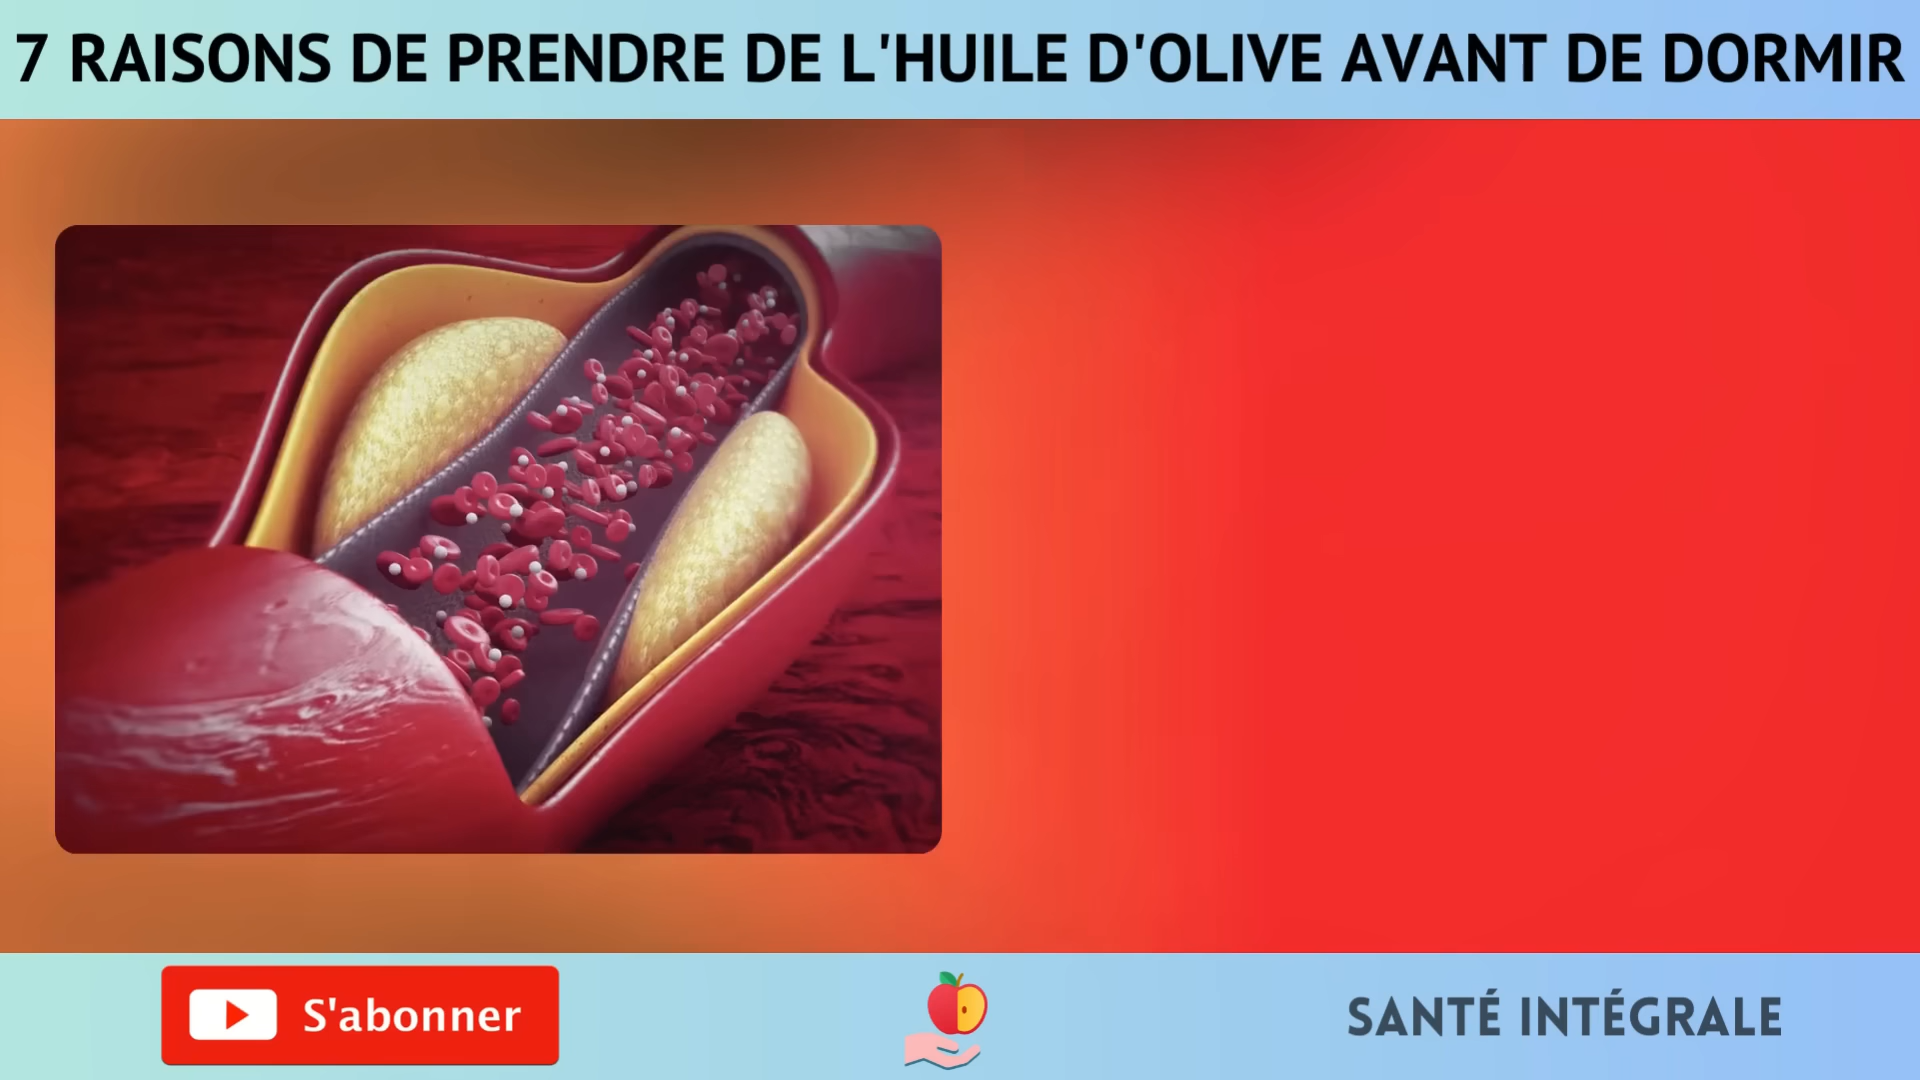 7 RAISONS DE PRENDRE DE L'HUILE D'OLIVE AVANT DE DORMIR
S'abonner
SANTÉ INTÉGRALE